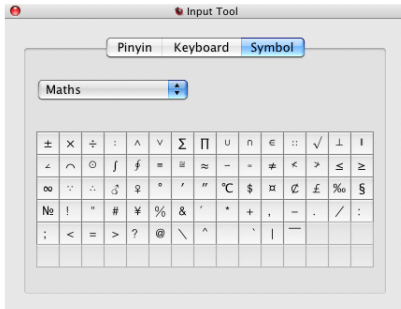 Input Tool
Pinyin Keyboard Symbol
Maths
± × ÷ : ∧ ∨ Σ Π ∪ ∩ ∈ ∷ √ ⊥ ∥
∠ ⌒ ⊙ ∫ ∮ ≡ ≌ ≈ ∽ ≠ ≮ ≯ ≤ ≥
∞ ∵ ∴ ♂ ♀ ° ′ ″ ℃ $ ¤ ¢ £ ‰ §
№ ! " # ¥ % & ´ * + , – . / :
; < = > ? @ \ ^ ` | ¯